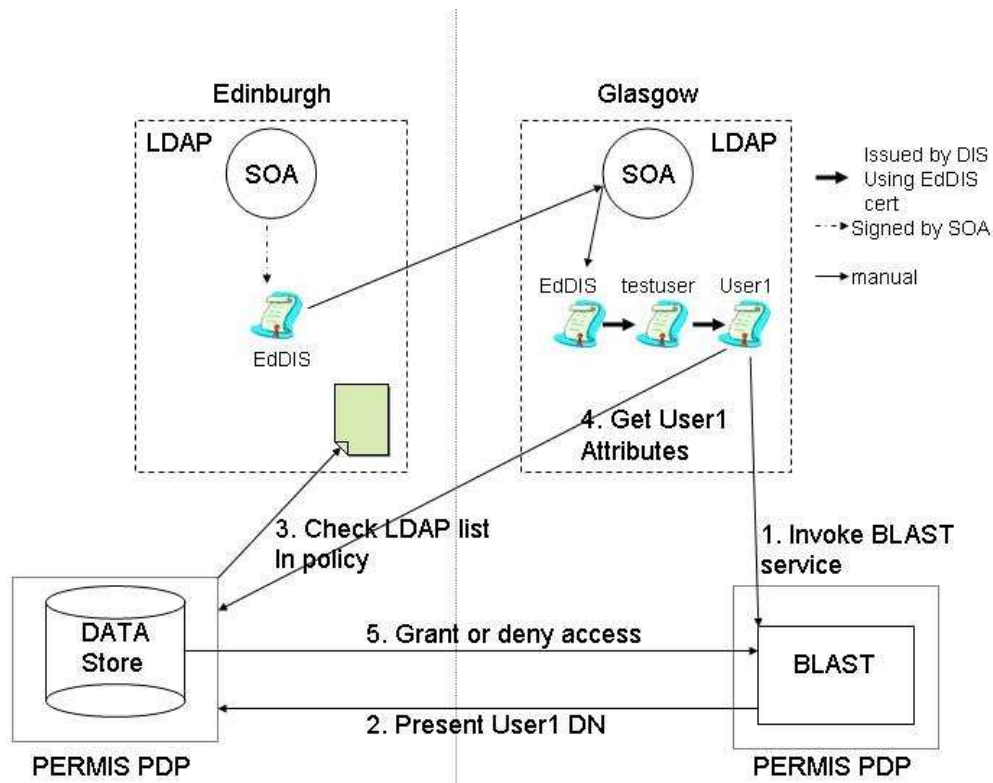 Edinburgh
Glasgow
LDAP
SOA
EdDIS
LDAP
SOA
EdDIS
testuser
User1
Issued by DIS
Using EdDIS
cert
Signed by SOA
manual
4. Get User1
Attributes
3. Check LDAP list
In policy
1. Invoke BLAST
service
DATA
Store
5. Grant or deny access
BLAST
2. Present User1 DN
PERMIS PDP
PERMIS PDP